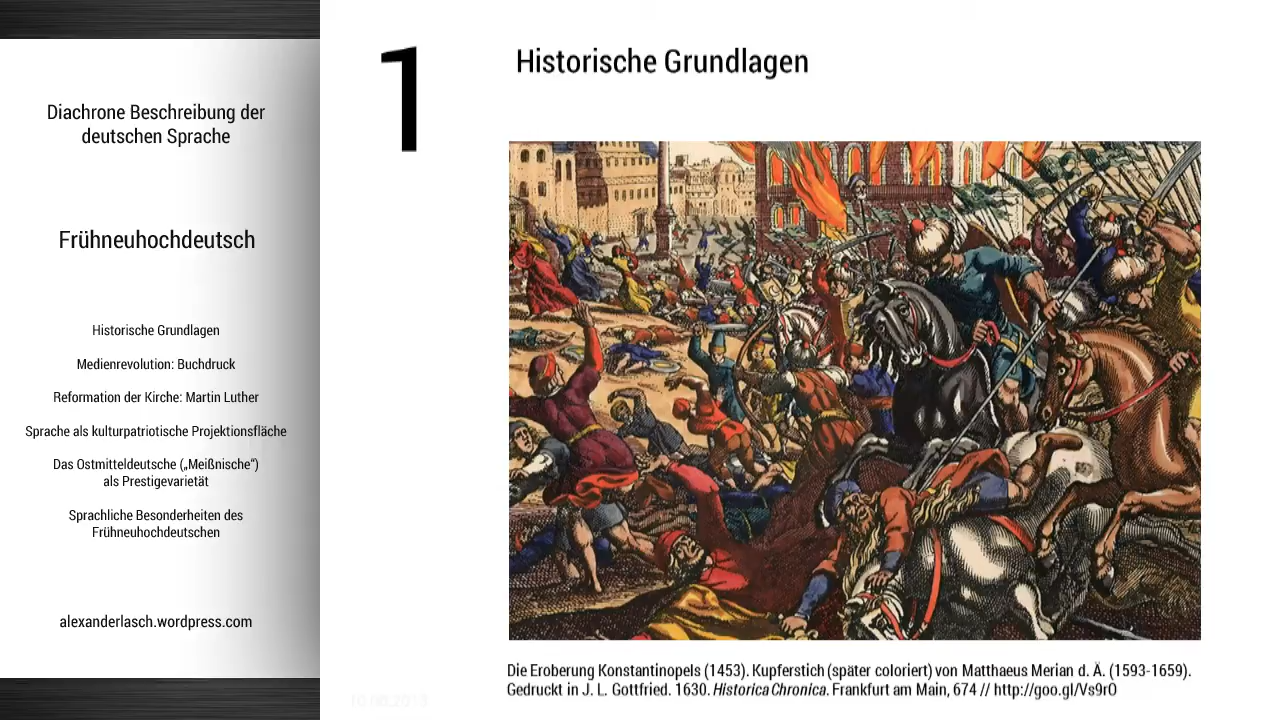 Diachrone Beschreibung der
deutschen Sprache
Frühneuhochdeutsch
Historische Grundlagen
Medienrevolution: Buchdruck
Reformation der Kirche: Martin Luther
Sprache als kulturpatriotische Projektionsfläche
Das Ostmitteldeutsche („Meißnische“)
als Prestigevarietät
Sprachliche Besonderheiten des
Frühneuhochdeutschen
alexanderlasch.wordpress.com
1
Historische Grundlagen
Die Eroberung Konstantinopels (1453). Kupferstich (später coloriert) von Matthaeus Merian d. Ä. (1593-1659).
Gedruckt in J. L. Gottfried. 1630. Historica Chronica. Frankfurt am Main, 674 // http://goo.gl/Vs9rO